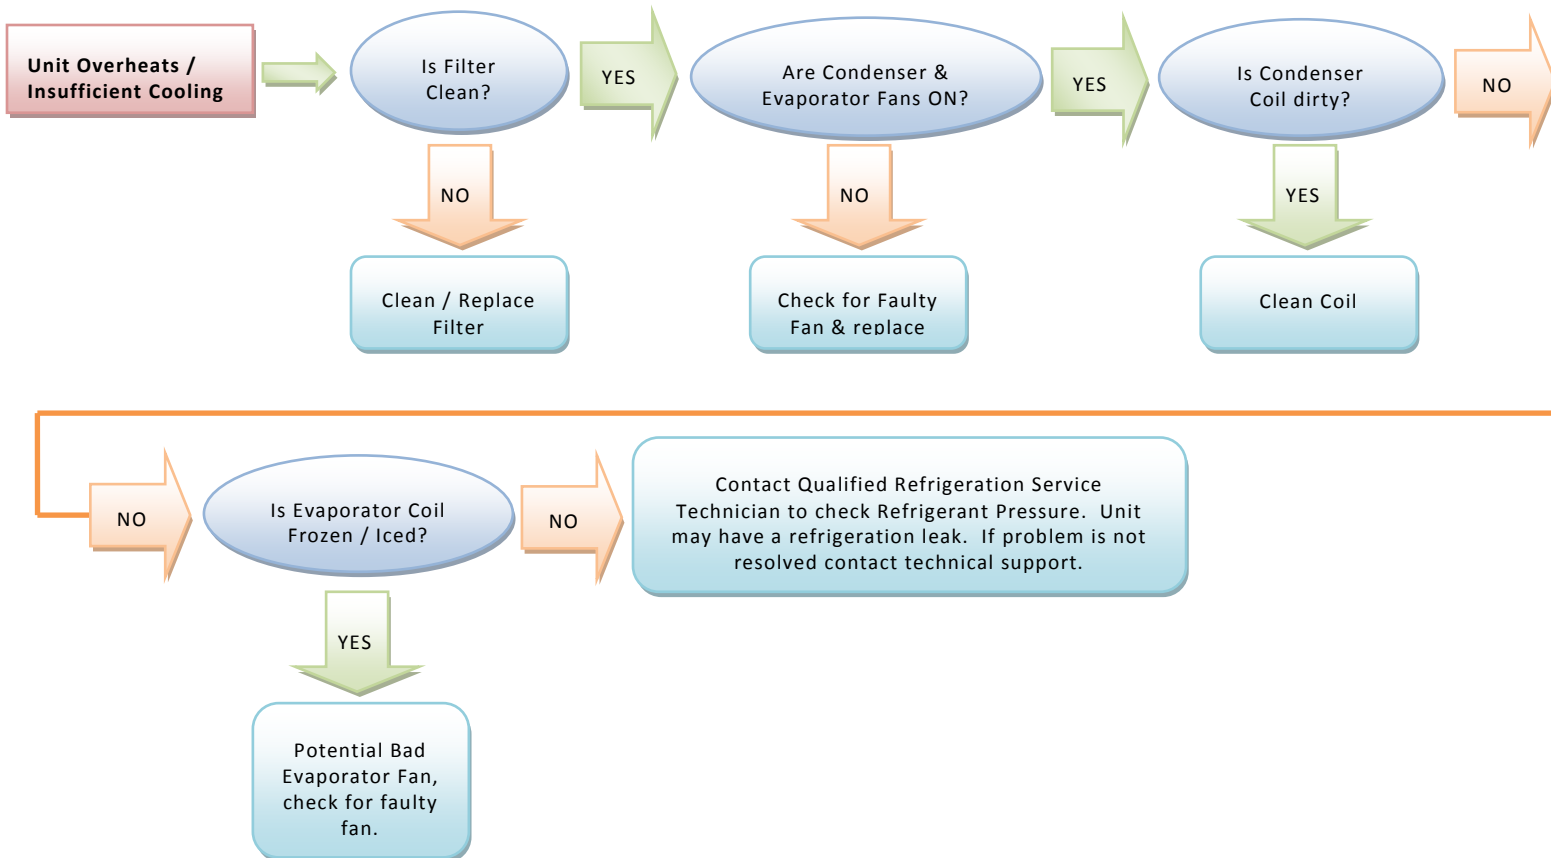 Unit Overheats /
Insufficient Cooling
Is Filter
Clean?
YES
Are Condenser &
Evaporator Fans ON?
YES
Is Condenser
Coil dirty?
NO
NO
NO
YES
Clean / Replace
Filter
Check for Faulty
Fan & replace
Clean Coil
NO
Is Evaporator Coil
Frozen / Iced?
NO
Contact Qualified Refrigeration Service
Technician to check Refrigerant Pressure.  Unit
may have a refrigeration leak.  If problem is not
resolved contact technical support.
YES
Potential Bad
Evaporator Fan,
check for faulty
fan.